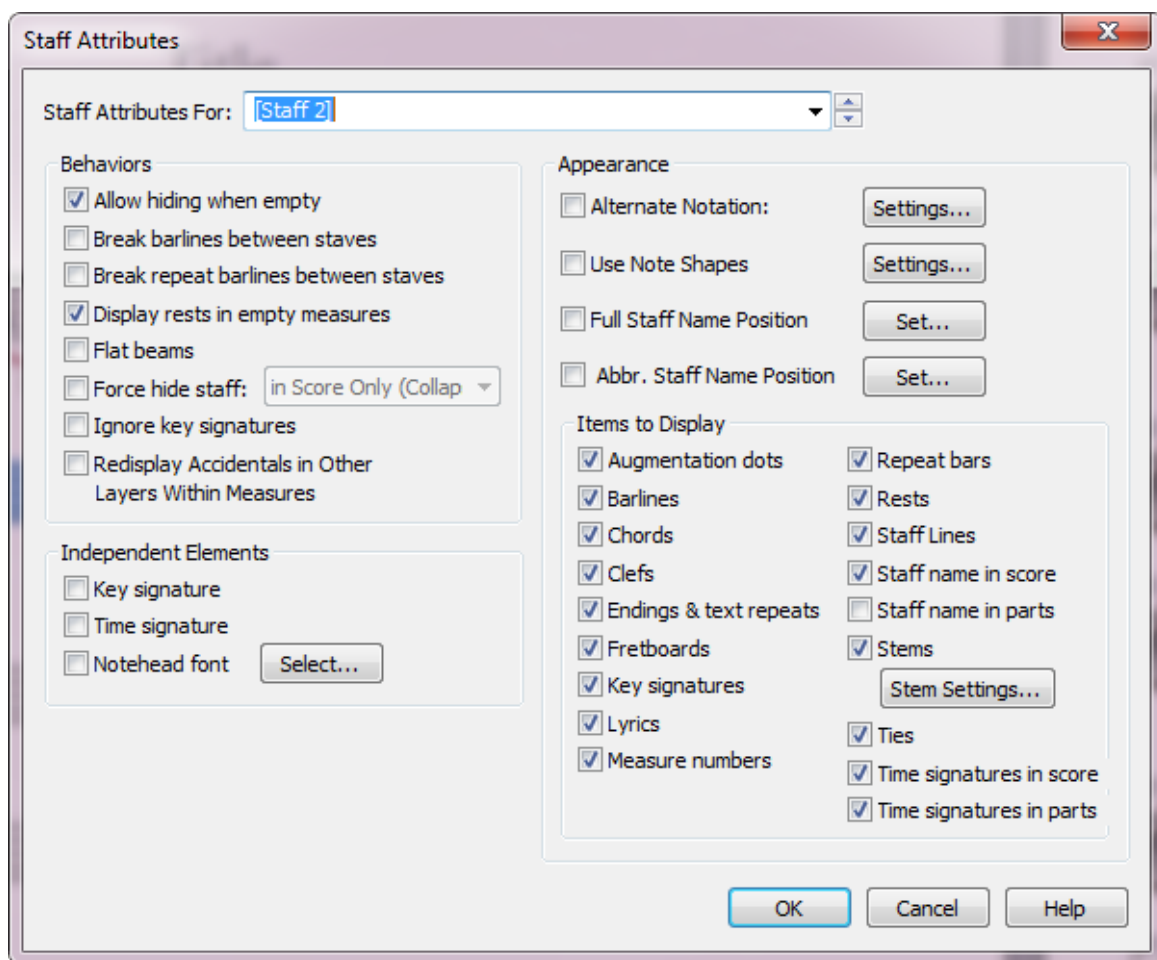 Staff Attributes
Staff Attributes For: [Staff 2]
Behaviors
Allow hiding when empty
Break barlines between staves
Break repeat barlines between staves
Display rests in empty measures
Flat beams
Force hide staff: in Score Only (Collap
Ignore key signatures
Redisplay Accidentals in Other
Layers Within Measures
Independent Elements
Key signature
Time signature
Notehead font Select...
Appearance
Alternate Notation: Settings...
Use Note Shapes Settings...
Full Staff Name Position Set...
Abbr. Staff Name Position Set...
Items to Display
Augmentation dots
Barlines
Chords
Clefs
Endings & text repeats
Fretboards
Key signatures
Lyrics
Measure numbers
Repeat bars
Rests
Staff Lines
Staff name in score
Staff name in parts
Stems
Stem Settings...
Ties
Time signatures in score
Time signatures in parts
OK Cancel Help